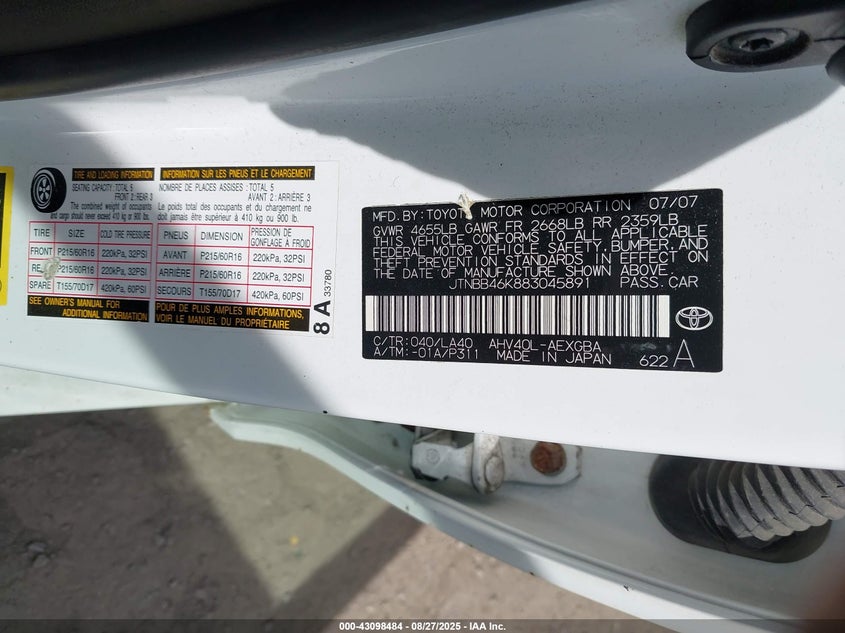 TIRE AND LOADING INFORMATION
SEATING CAPACITY: TOTAL 5
FRONT 2: REAR 3
The combined weight of occupants
and cargo should never exceed 410 kg or 900 lbs.
TIRE SIZE COLD TIRE PRESSURE
FRONT P215/60R16 220kPa, 32PSI
RE P215/60R16 220kPa, 32PSI
SPARE T155/70D17 420kPa, 60PSI
SEE OWNER'S MANUAL FOR
ADDITIONAL INFORMATION
INFORMATION SUR LES PNEUS ET LE CHARGEMENT
NOMBRE DE PLACES ASSISES : TOTAL 5
AVANT 2 : ARRIÈRE 3
Le poids total des occupants et du chargement ne
doit jamais être supérieur à 410 kg ou 900 lb.
PNEUS DIMENSION PRESSION DE
GONFLAGE À FROID
AVANT P215/60R16 220kPa, 32PSI
ARRIÈRE P215/60R16 220kPa, 32PSI
SECOURS T155/70D17 420kPa, 60PSI
POUR DE PLUS AMPLES INFORMATIONS,
VOIR LE MANUEL DU PROPRIÉTAIRE
8 A 33780
MFD. BY: TOYOTA MOTOR CORPORATION 07/07
GVWR 4655LB GAWR FR 2668LB RR 2359LB
THIS VEHICLE CONFORMS TO ALL APPLICABLE
FEDERAL MOTOR VEHICLE SAFETY, BUMPER, AND
THEFT PREVENTION STANDARDS IN EFFECT ON
THE DATE OF MANUFACTURE SHOWN ABOVE.
JTNBB46K883045891 PASS. CAR
C/TR: 040/LA40 AHV40L-AEXGBA
A/TM: -01A/P311 MADE IN JAPAN 622 A
000-43098484 - 08/27/2025 - IAA Inc.